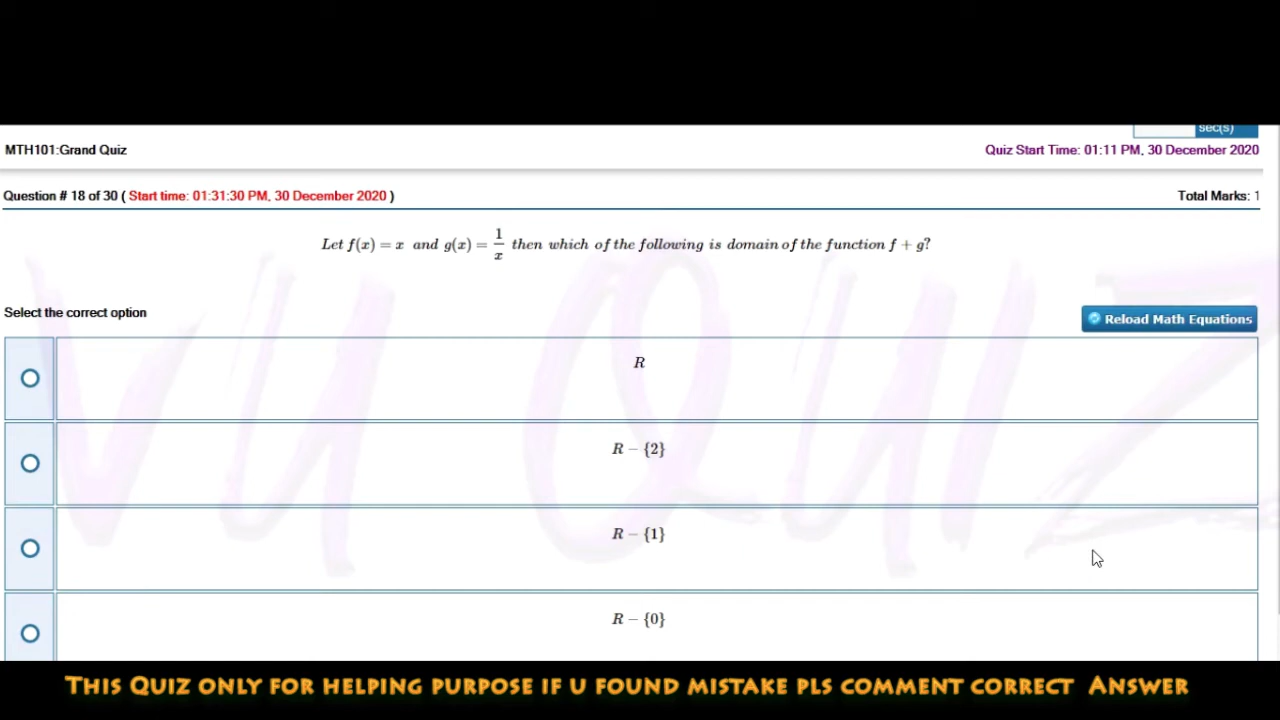 sec(s)
MTH101:Grand Quiz
Quiz Start Time: 01:11 PM, 30 December 2020
Question # 18 of 30 ( Start time: 01:31:30 PM, 30 December 2020 )
Total Marks: 1
Let f(x) = x and g(x) = 1/x then which of the following is domain of the function f + g?
Select the correct option
Reload Math Equations
R
R − {2}
R − {1}
R − {0}
VU QUIZ
This Quiz only for helping purpose if u found mistake pls comment correct Answer